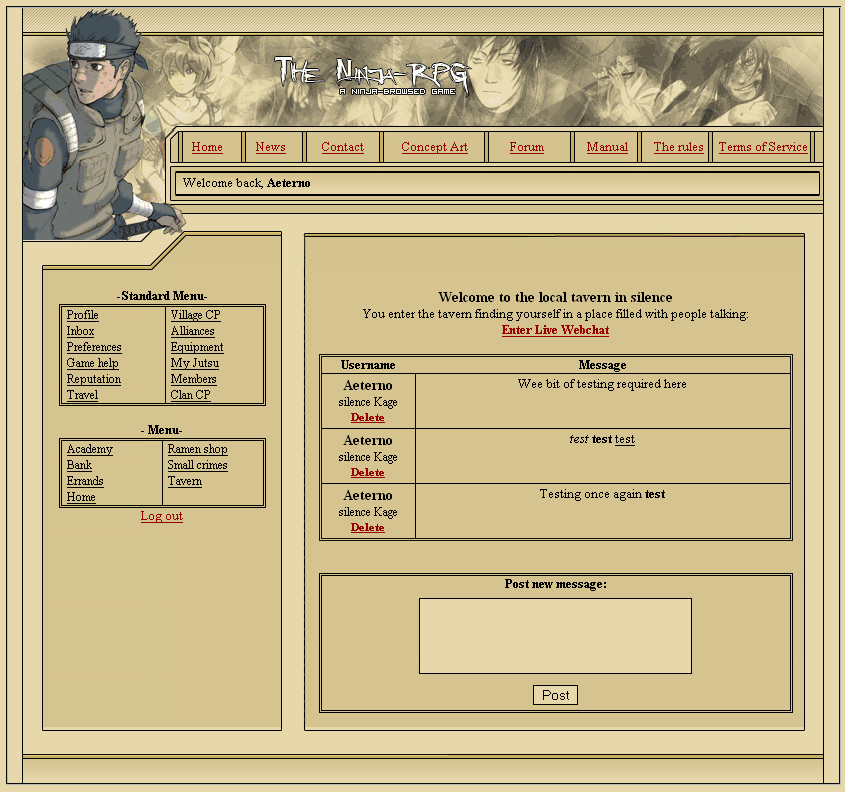 The Ninja-RPG
A NINJA-BROWSED GAME
Home News Contact Concept Art Forum Manual The rules Terms of Service
Welcome back, Aeterno
-Standard Menu-
Profile Village CP
Inbox Alliances
Preferences Equipment
Game help My Jutsu
Reputation Members
Travel Clan CP
- Menu-
Academy Ramen shop
Bank Small crimes
Errands Tavern
Home
Log out
Welcome to the local tavern in silence
You enter the tavern finding yourself in a place filled with people talking:
Enter Live Webchat
Username Message
Aeterno Wee bit of testing required here
silence Kage
Delete
Aeterno test test test
silence Kage
Delete
Aeterno Testing once again test
silence Kage
Delete
Post new message:
Post